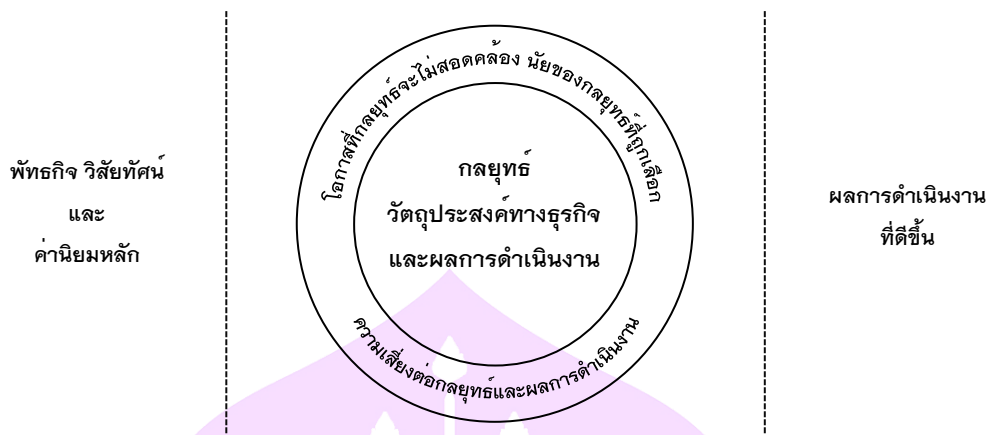 พัทธกิจ วิสัยทัศน์
และ
ค่านิยมหลัก
โอกาสที่กลยุทธ์จะไม่สอดคล้อง นัยของกลยุทธ์ที่ถูกเลือก
กลยุทธ์
วัตถุประสงค์ทางธุรกิจ
และผลการดำเนินงาน
ความเสี่ยงต่อกลยุทธ์และผลการดำเนินงาน
ผลการดำเนินงาน
ที่ดีขึ้น